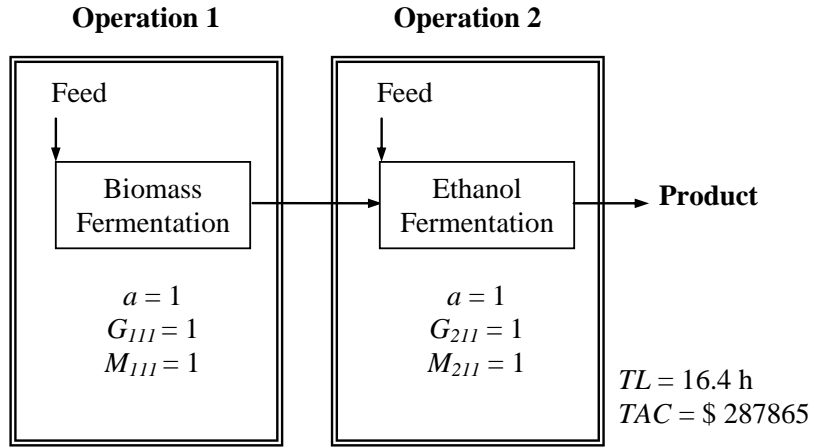 Operation 1
Operation 2
Feed
Feed
Biomass
Fermentation
Ethanol
Fermentation
Product
a = 1
G111 = 1
M111 = 1
a = 1
G211 = 1
M211 = 1
TL = 16.4 h
TAC = $ 287865